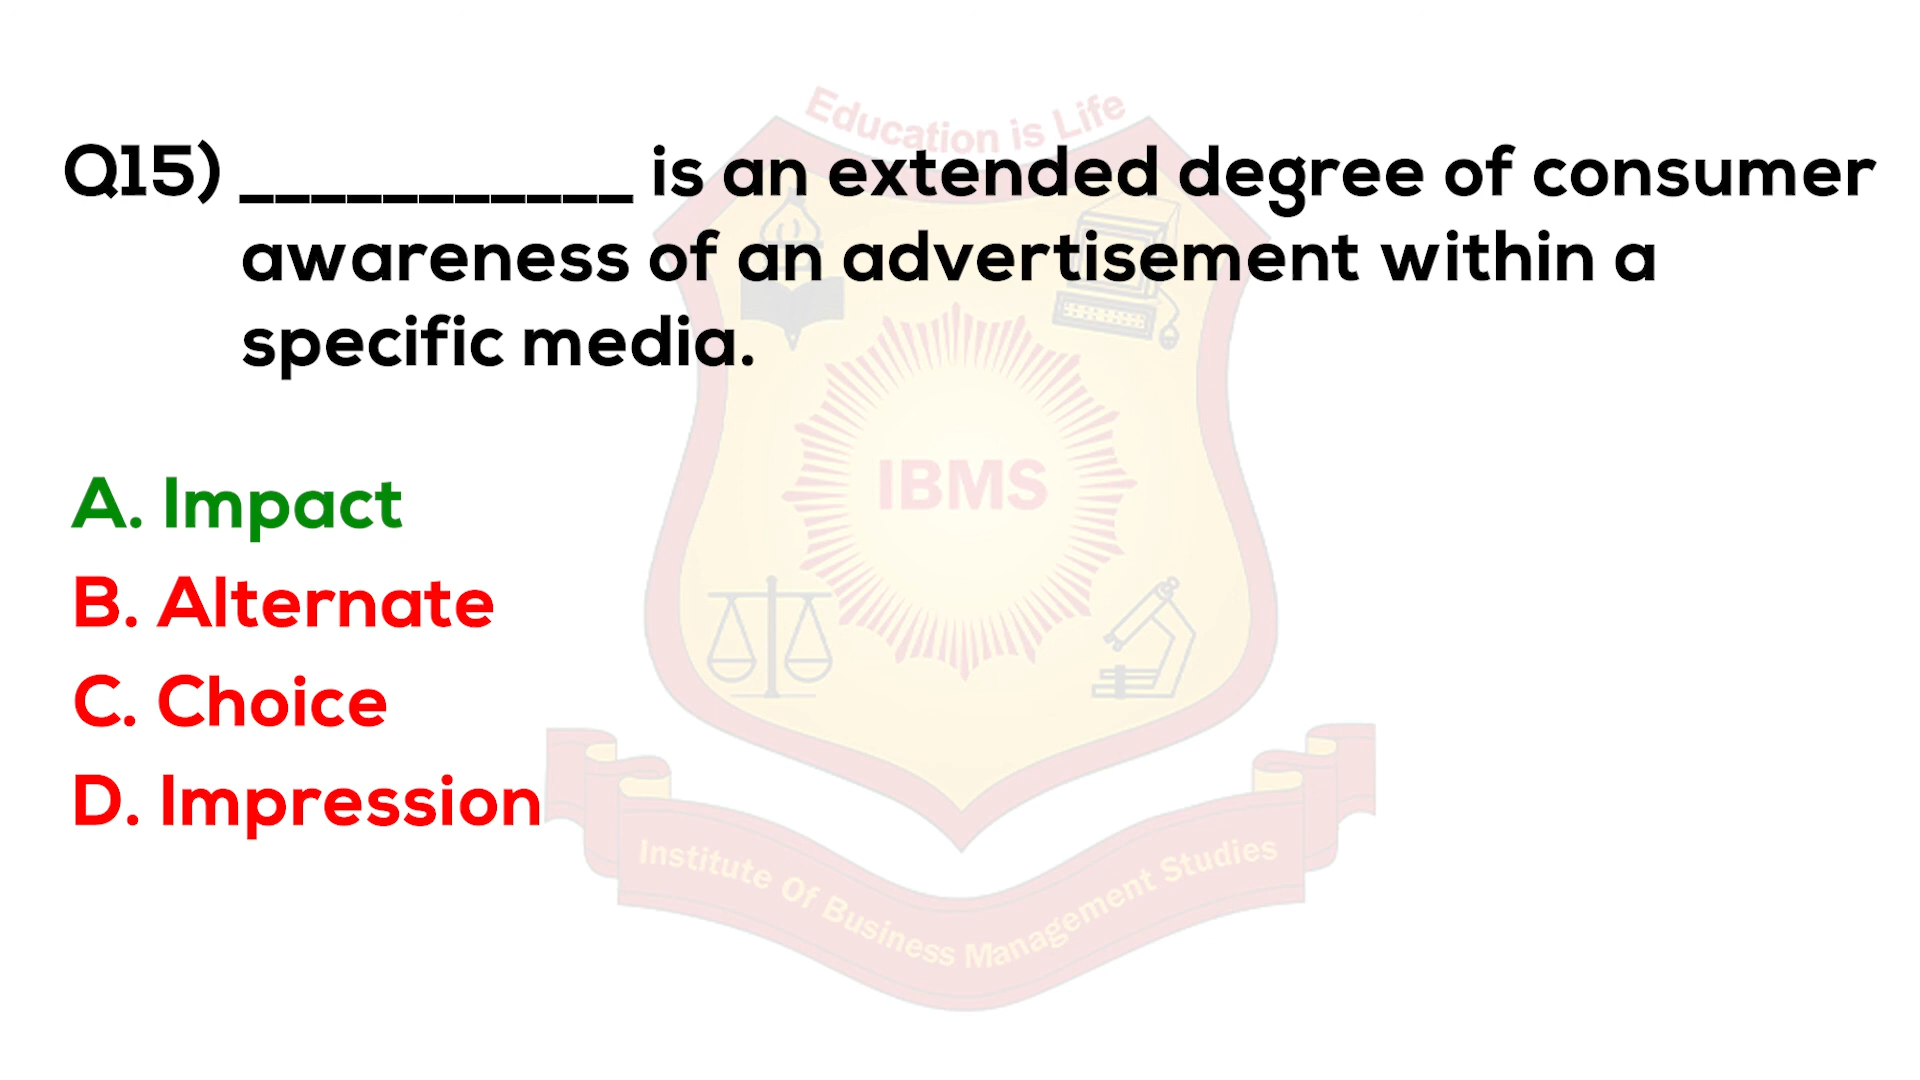 Education is Life
Q15) ___________ is an extended degree of consumer
awareness of an advertisement within a
specific media.
A. Impact
IBMS
B. Alternate
C. Choice
D. Impression
Institute Of Business Management Studies